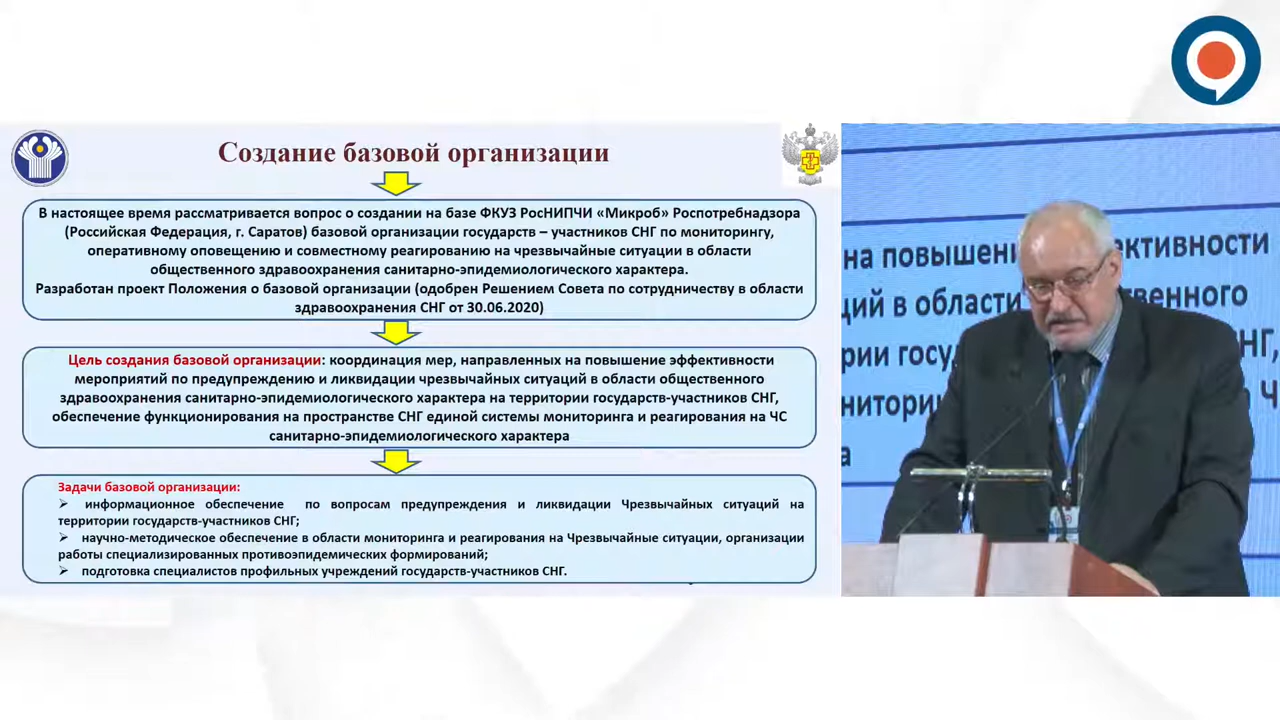 Создание базовой организации
В настоящее время рассматривается вопрос о создании на базе ФКУЗ РосНИПЧИ «Микроб» Роспотребнадзора
(Российская Федерация, г. Саратов) базовой организации государств – участников СНГ по мониторингу,
оперативному оповещению и совместному реагированию на чрезвычайные ситуации в области
общественного здравоохранения санитарно-эпидемиологического характера.
Разработан проект Положения о базовой организации (одобрен Решением Совета по сотрудничеству в области
здравоохранения СНГ от 30.06.2020)
Цель создания базовой организации: координация мер, направленных на повышение эффективности
мероприятий по предупреждению и ликвидации чрезвычайных ситуаций в области общественного
здравоохранения санитарно-эпидемиологического характера на территории государств-участников СНГ,
обеспечение функционирования на пространстве СНГ единой системы мониторинга и реагирования на ЧС
санитарно-эпидемиологического характера
Задачи базовой организации:
информационное обеспечение по вопросам предупреждения и ликвидации Чрезвычайных ситуаций на
территории государств-участников СНГ;
научно-методическое обеспечение в области мониторинга и реагирования на Чрезвычайные ситуации, организации
работы специализированных противоэпидемических формирований;
подготовка специалистов профильных учреждений государств-участников СНГ.
на повышени ективности
ций в области твенного
рии госу НГ,
ниторин Ч
а